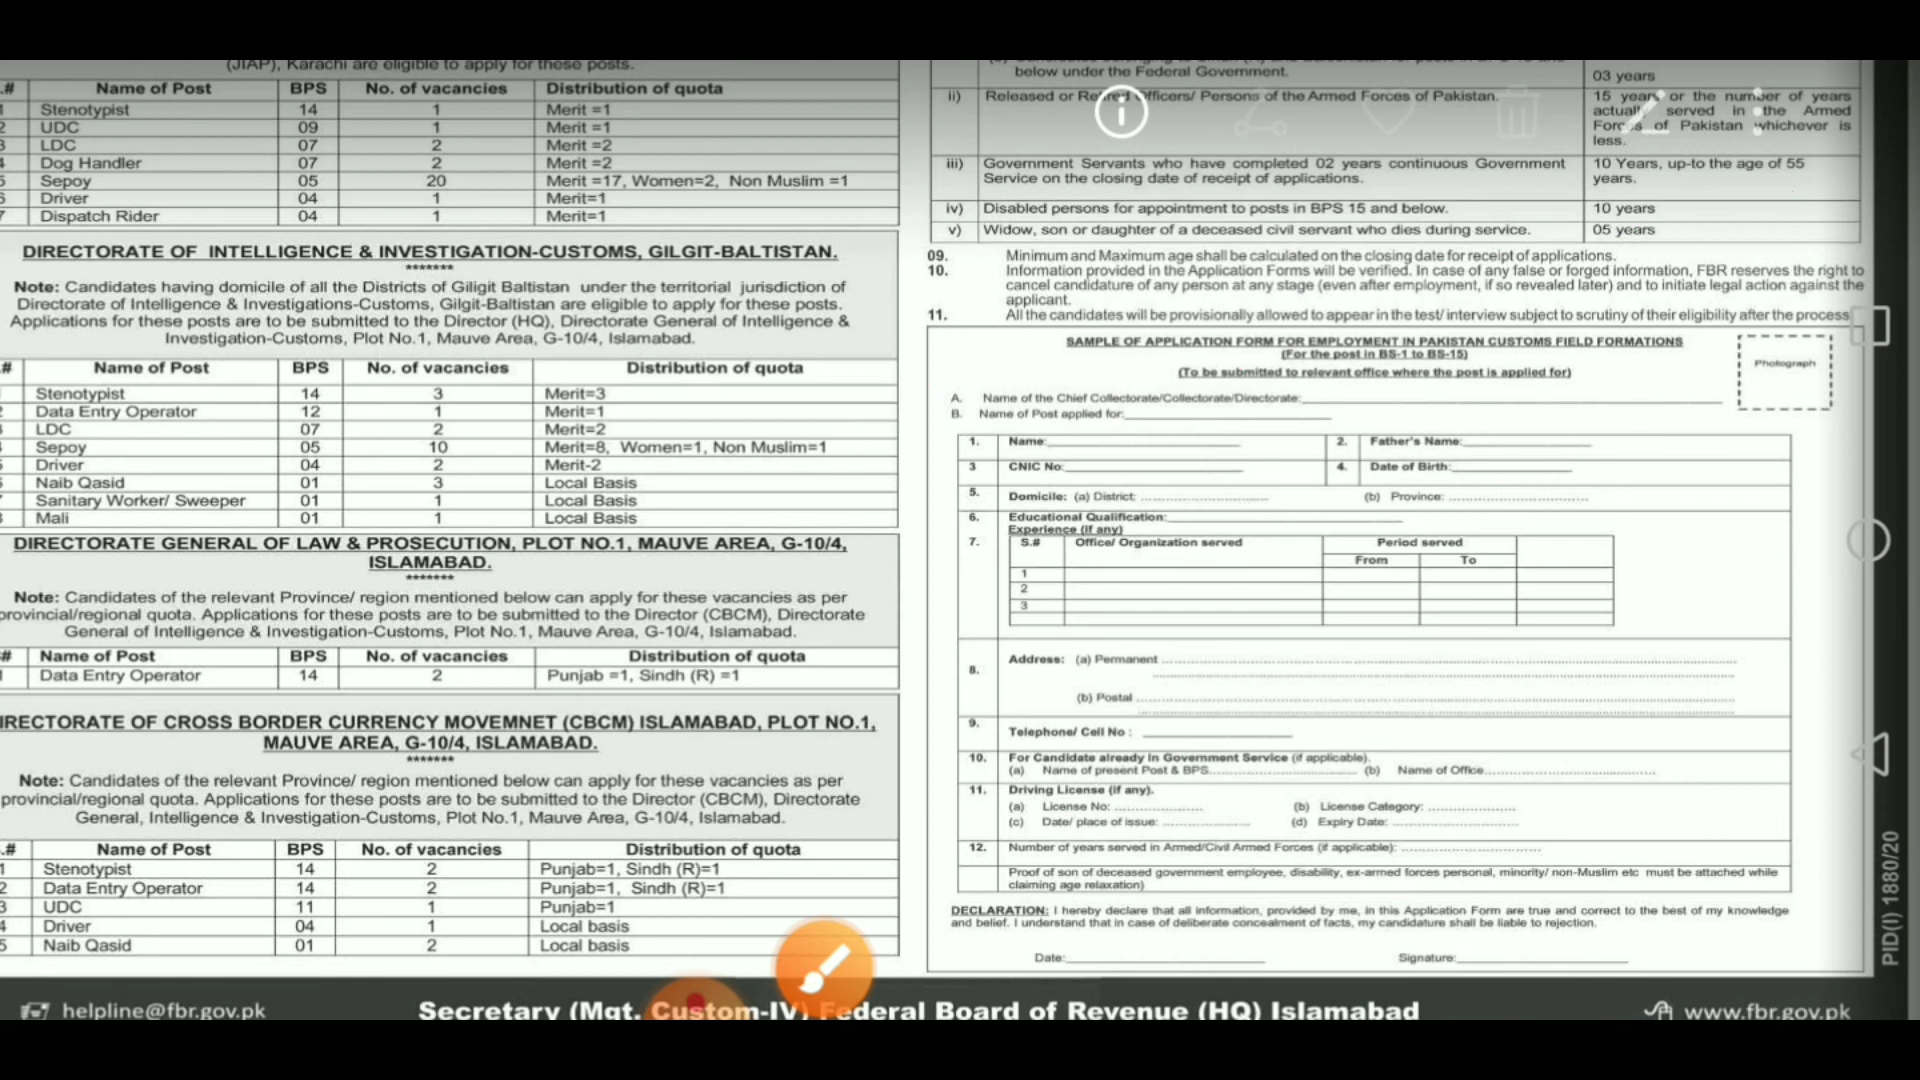 (JIAP), Karachi are eligible to apply for these posts.
.# Name of Post BPS No. of vacancies Distribution of quota
1 Stenotypist 14 1 Merit =1
2 UDC 09 1 Merit =1
3 LDC 07 2 Merit =2
4 Dog Handler 07 2 Merit =2
5 Sepoy 05 20 Merit =17, Women=2, Non Muslim =1
6 Driver 04 1 Merit=1
7 Dispatch Rider 04 1 Merit=1
DIRECTORATE OF INTELLIGENCE & INVESTIGATION-CUSTOMS, GILGIT-BALTISTAN.
*******
Note: Candidates having domicile of all the Districts of Giligit Baltistan under the territorial jurisdiction of
Directorate of Intelligence & Investigations-Customs, Gilgit-Baltistan are eligible to apply for these posts.
Applications for these posts are to be submitted to the Director (HQ), Directorate General of Intelligence &
Investigation-Customs, Plot No.1, Mauve Area, G-10/4, Islamabad.
# Name of Post BPS No. of vacancies Distribution of quota
Stenotypist 14 3 Merit=3
Data Entry Operator 12 1 Merit=1
LDC 07 2 Merit=2
Sepoy 05 10 Merit=8, Women=1, Non Muslim=1
Driver 04 2 Merit-2
Naib Qasid 01 3 Local Basis
Sanitary Worker/ Sweeper 01 1 Local Basis
Mali 01 1 Local Basis
DIRECTORATE GENERAL OF LAW & PROSECUTION, PLOT NO.1, MAUVE AREA, G-10/4,
ISLAMABAD.
*******
Note: Candidates of the relevant Province/ region mentioned below can apply for these vacancies as per
provincial/regional quota. Applications for these posts are to be submitted to the Director (CBCM), Directorate
General of Intelligence & Investigation-Customs, Plot No.1, Mauve Area, G-10/4, Islamabad.
# Name of Post BPS No. of vacancies Distribution of quota
1 Data Entry Operator 14 2 Punjab =1, Sindh (R) =1
IRECTORATE OF CROSS BORDER CURRENCY MOVEMNET (CBCM) ISLAMABAD, PLOT NO.1,
MAUVE AREA, G-10/4, ISLAMABAD.
*******
Note: Candidates of the relevant Province/ region mentioned below can apply for these vacancies as per
provincial/regional quota. Applications for these posts are to be submitted to the Director (CBCM), Directorate
General, Intelligence & Investigation-Customs, Plot No.1, Mauve Area, G-10/4, Islamabad.
.# Name of Post BPS No. of vacancies Distribution of quota
1 Stenotypist 14 2 Punjab=1, Sindh (R)=1
2 Data Entry Operator 14 2 Punjab=1, Sindh (R)=1
3 UDC 11 1 Punjab=1
4 Driver 04 1 Local basis
5 Naib Qasid 01 2 Local basis
below under the Federal Government. 03 years
ii) Released or Retired Officers/ Persons of the Armed Forces of Pakistan. 15 years or the number of years
actually served in the Armed
Forces of Pakistan whichever is
less.
iii) Government Servants who have completed 02 years continuous Government 10 Years, up-to the age of 55
Service on the closing date of receipt of applications. years.
iv) Disabled persons for appointment to posts in BPS 15 and below. 10 years
v) Widow, son or daughter of a deceased civil servant who dies during service. 05 years
09. Minimum and Maximum age shall be calculated on the closing date for receipt of applications.
10. Information provided in the Application Forms will be verified. In case of any false or forged information, FBR reserves the right to
cancel candidature of any person at any stage (even after employment, if so revealed later) and to initiate legal action against the
applicant.
11. All the candidates will be provisionally allowed to appear in the test/ interview subject to scrutiny of their eligibility after the process
SAMPLE OF APPLICATION FORM FOR EMPLOYMENT IN PAKISTAN CUSTOMS FIELD FORMATIONS
(For the post in BS-1 to BS-15)
(To be submitted to relevant office where the post is applied for)
Photograph
A. Name of the Chief Collectorate/Collectorate/Directorate:
B. Name of Post applied for:
1. Name: 2. Father's Name:
3 CNIC No: 4. Date of Birth:
5. Domicile: (a) District: (b) Province:
6. Educational Qualification:
Experience (if any)
7. S.# Office/ Organization served Period served
From To
1
2
3
8. Address: (a) Permanent
(b) Postal
9. Telephone/ Cell No :
10. For Candidate already in Government Service (if applicable).
(a) Name of present Post & BPS (b) Name of Office
11. Driving License (if any).
(a) License No: (b) License Category:
(c) Date/ place of issue: (d) Expiry Date:
12. Number of years served in Armed/Civil Armed Forces (if applicable):
Proof of son of deceased government employee, disability, ex-armed forces personal, minority/ non-Muslim etc must be attached while
claiming age relaxation)
DECLARATION: I hereby declare that all information, provided by me, in this Application Form are true and correct to the best of my knowledge
and belief. I understand that in case of deliberate concealment of facts, my candidature shall be liable to rejection.
Date: Signature:
PID(I) 1880/20
helpline@fbr.gov.pk Secretary (Mgt. Custom-IV) Federal Board of Revenue (HQ) Islamabad www.fbr.gov.pk